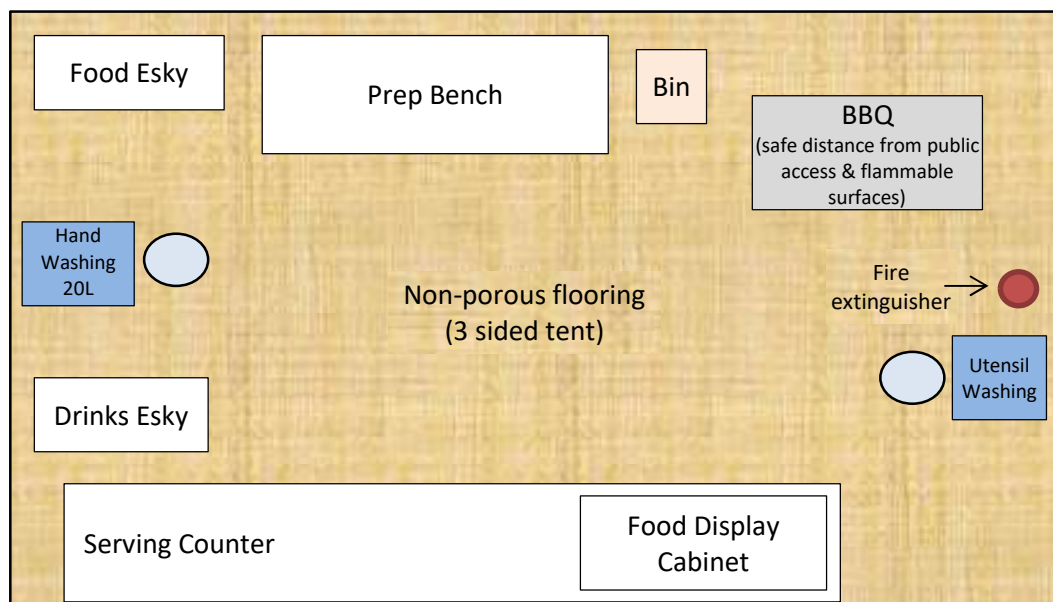 Food Esky
Prep Bench
Bin
BBQ
(safe distance from public
access & flammable
surfaces)
Hand
Washing
20L
Non-porous flooring
(3 sided tent)
Fire
extinguisher
Utensil
Washing
Drinks Esky
Serving Counter
Food Display
Cabinet